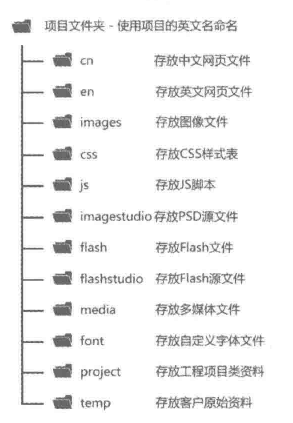 项目文件夹 - 使用项目的英文名命名
cn 存放中文网页文件
en 存放英文网页文件
images 存放图像文件
css 存放CSS样式表
js 存放JS脚本
imagestudio 存放PSD源文件
flash 存放Flash文件
flashstudio 存放Flash源文件
media 存放多媒体文件
font 存放自定义字体文件
project 存放工程项目类资料
temp 存放客户原始资料